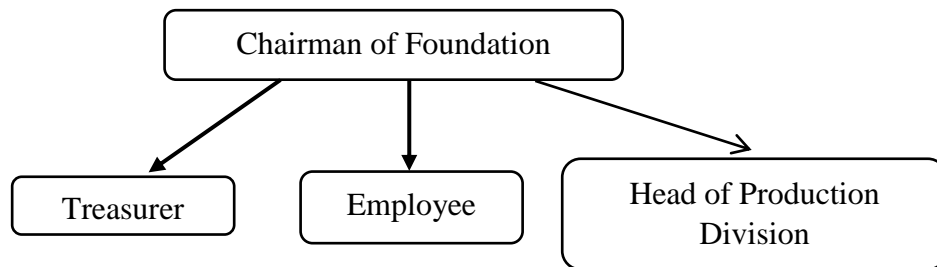 Chairman of Foundation
Treasurer
Employee
Head of Production
Division